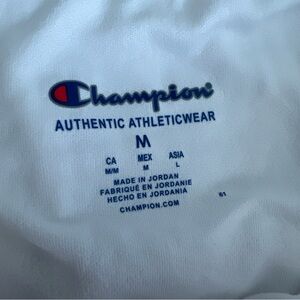 Champion
AUTHENTIC ATHLETICWEAR
M
CA MEX ASIA
M/M M L
MADE IN JORDAN
FABRIQUÉ EN JORDANIE
HECHO EN JORDANIA
CHAMPION.COM
61